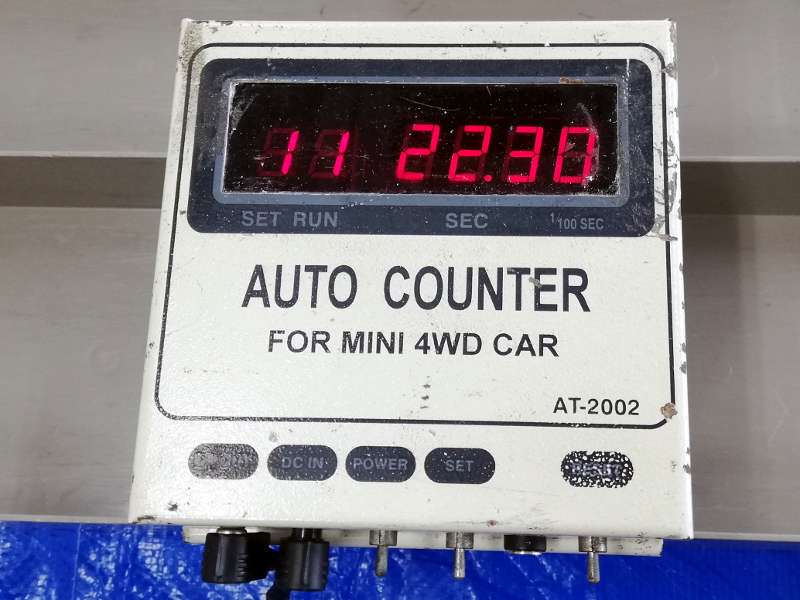 11 22.30
SET RUN SEC 1/100 SEC
AUTO COUNTER
FOR MINI 4WD CAR
AT-2002
DC IN POWER SET RESET